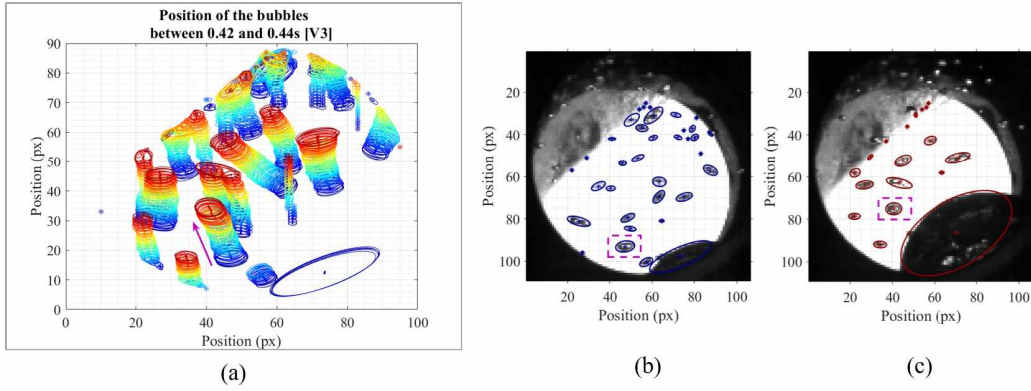 Position of the bubbles
between 0.42 and 0.44s [V3]
Position (px)
90
80
70
60
50
40
30
20
10
0
0 20 40 60 80 100
Position (px)
(a)
Position (px)
20
40
60
80
100
20 40 60 80 100
Position (px)
(b)
Position (px)
20
40
60
80
100
20 40 60 80 100
Position (px)
(c)